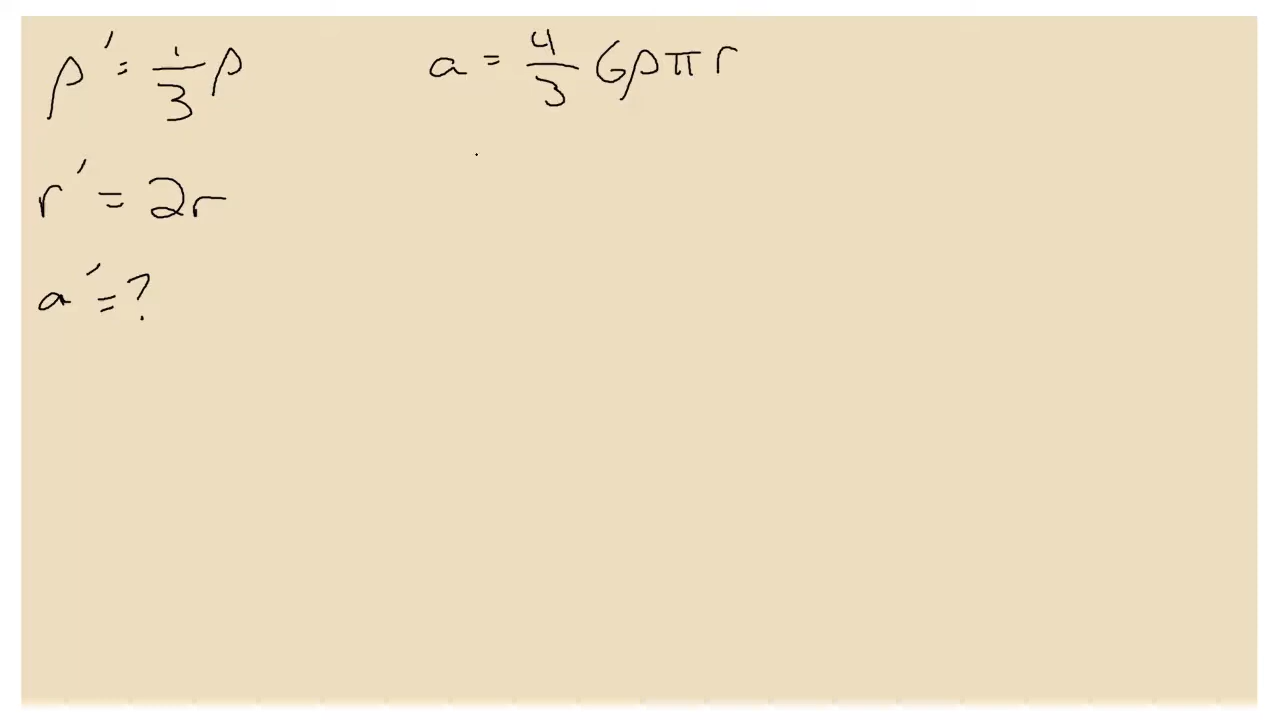 ρ' = 1/3 ρ
a = 4/3 Gρπr
r' = 2r
a' = ?